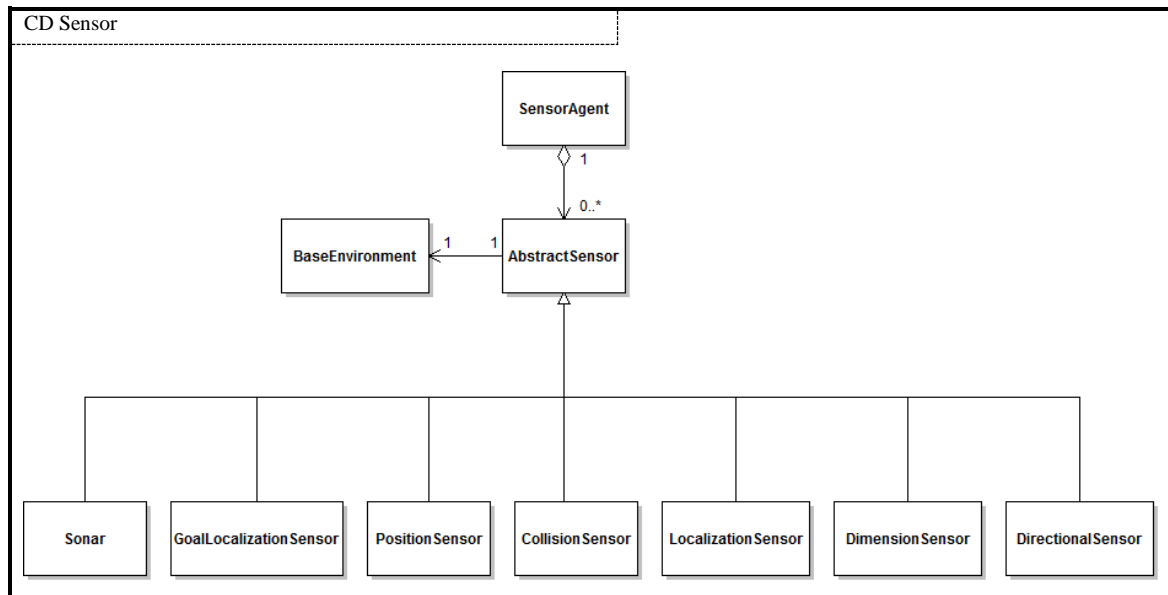 CD Sensor
SensorAgent
1
0..*
BaseEnvironment
1
1
AbstractSensor
Sonar
GoalLocalizationSensor
PositionSensor
CollisionSensor
LocalizationSensor
DimensionSensor
DirectionalSensor